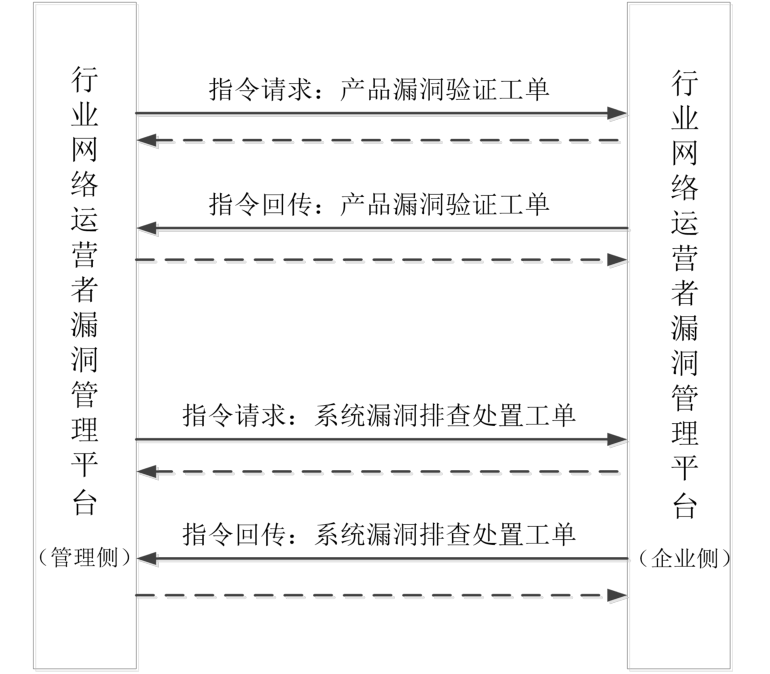 行业网络运营者漏洞管理平台
（管理侧）
指令请求：产品漏洞验证工单
指令回传：产品漏洞验证工单
指令请求：系统漏洞排查处置工单
指令回传：系统漏洞排查处置工单
行业网络运营者漏洞管理平台
（企业侧）